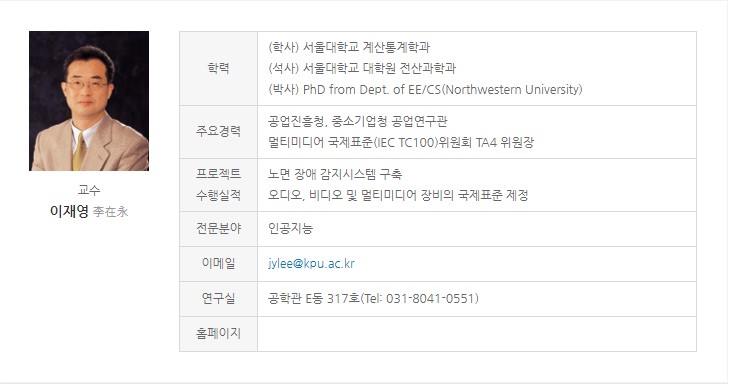 교수
이재영 李在永
학력
(학사) 서울대학교 계산통계학과
(석사) 서울대학교 대학원 전산과학과
(박사) PhD from Dept. of EE/CS(Northwestern University)
주요경력
공업진흥청, 중소기업청 공업연구관
멀티미디어 국제표준(IEC TC100)위원회 TA4 위원장
프로젝트
수행실적
노면 장애 감지시스템 구축
오디오, 비디오 및 멀티미디어 장비의 국제표준 제정
전문분야
인공지능
이메일
jylee@kpu.ac.kr
연구실
공학관 E동 317호(Tel: 031-8041-0551)
홈페이지